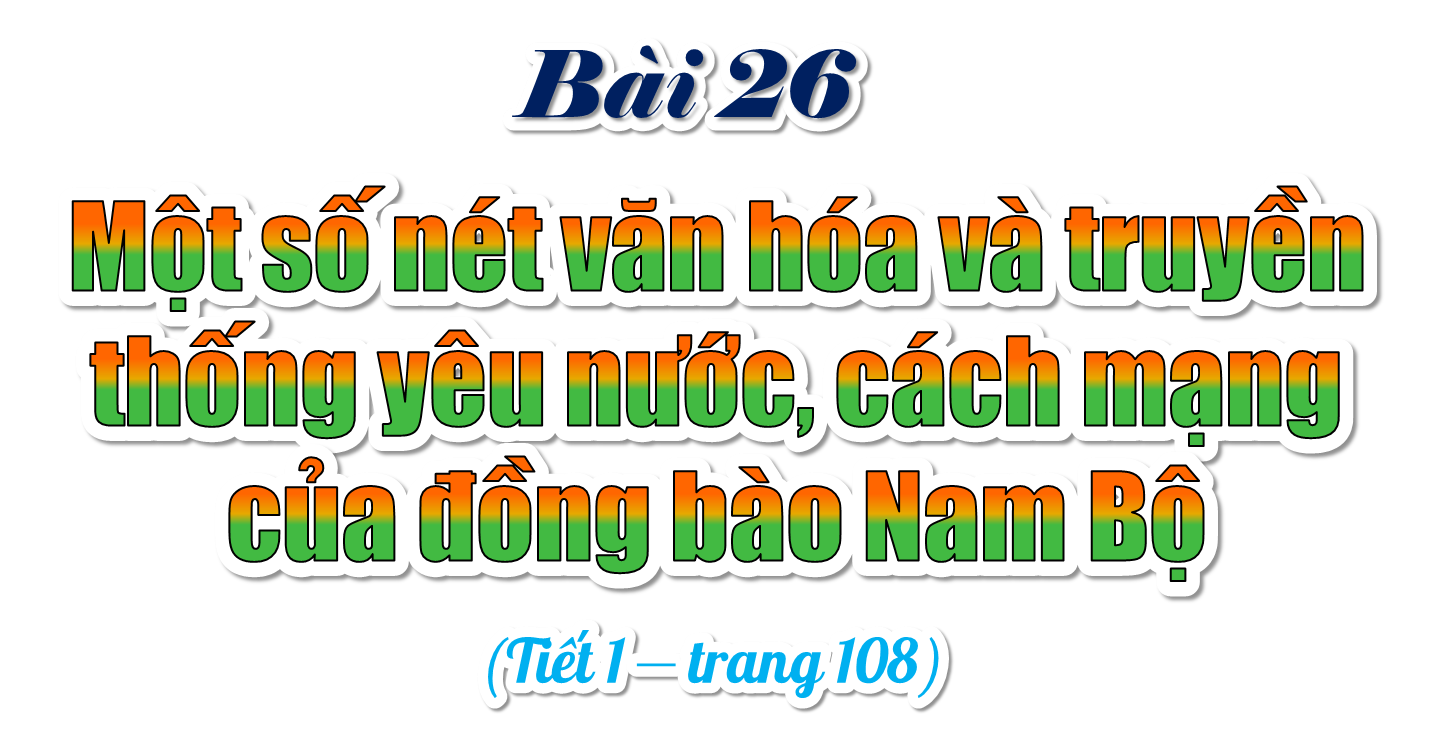 Bài 26
Một số nét văn hóa và truyền
thống yêu nước, cách mạng
của đồng bào Nam Bộ
(Tiết 1 – trang 108)